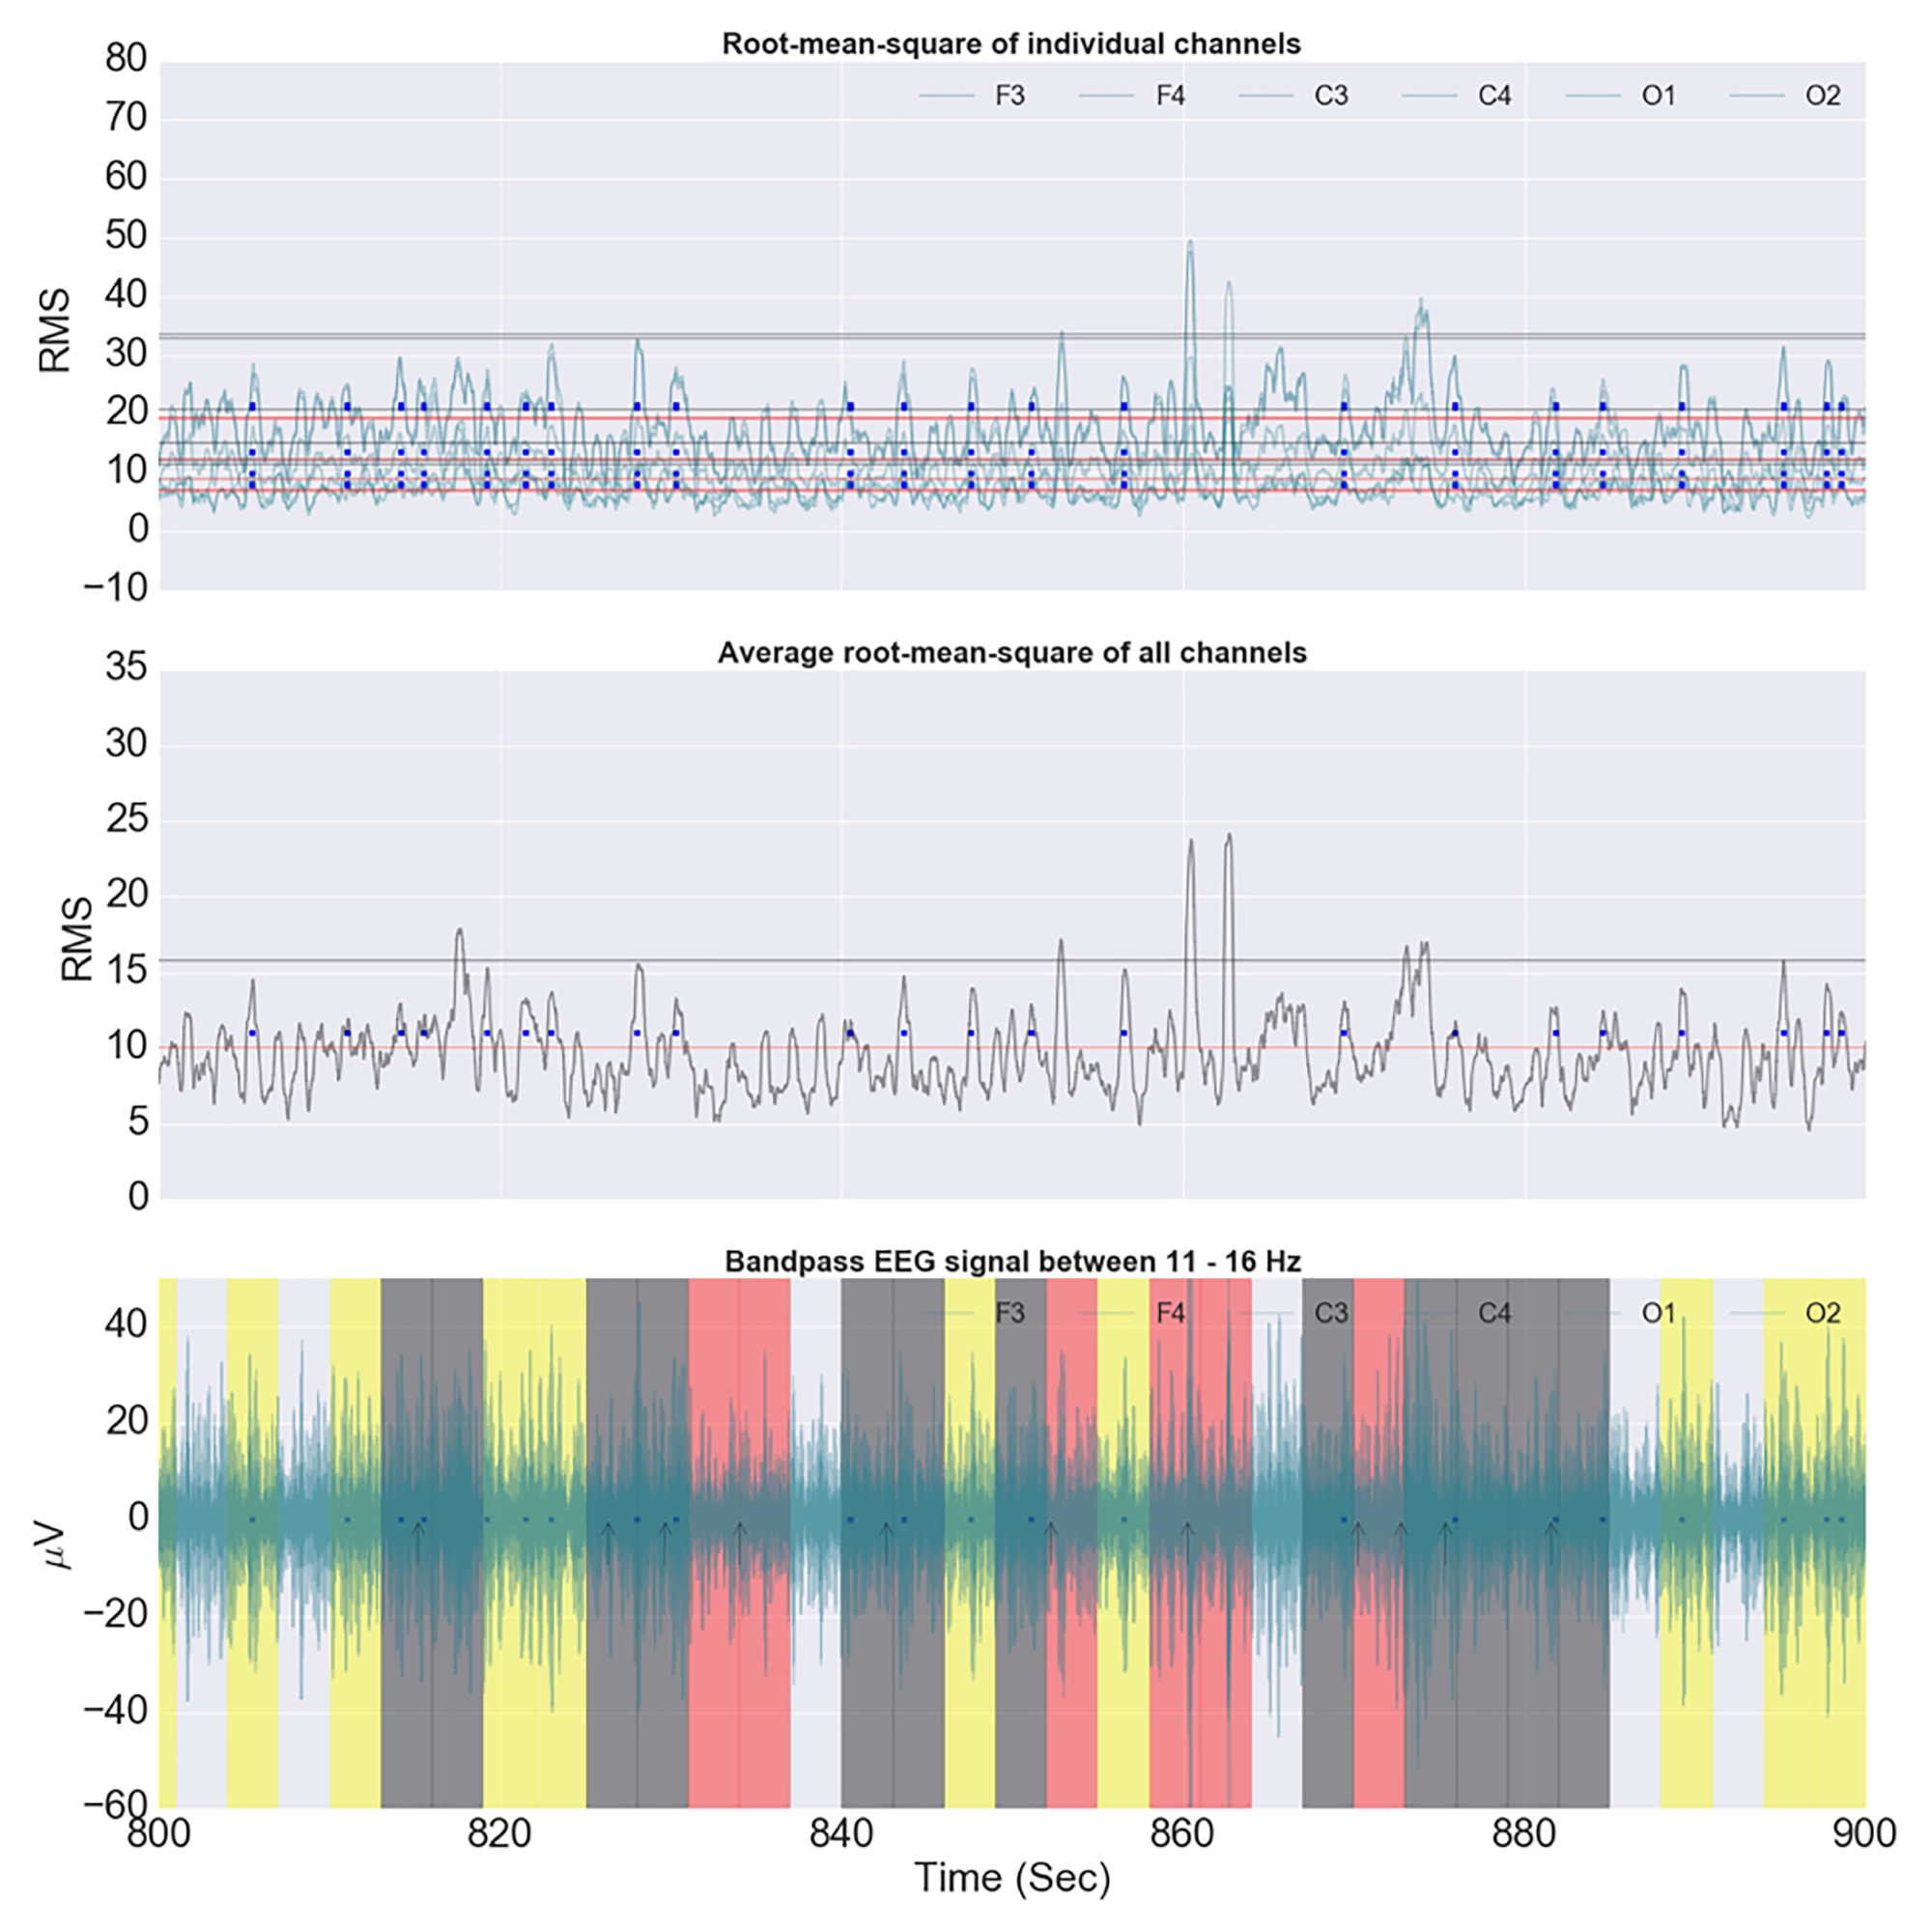 Root-mean-square of individual channels
F3 F4 C3 C4 O1 O2
80
70
60
50
40
30
20
10
0
−10
RMS
Average root-mean-square of all channels
35
30
25
20
15
10
5
0
RMS
Bandpass EEG signal between 11 - 16 Hz
F3 F4 C3 C4 O1 O2
40
20
0
−20
−40
−60
μV
800 820 840 860 880 900
Time (Sec)